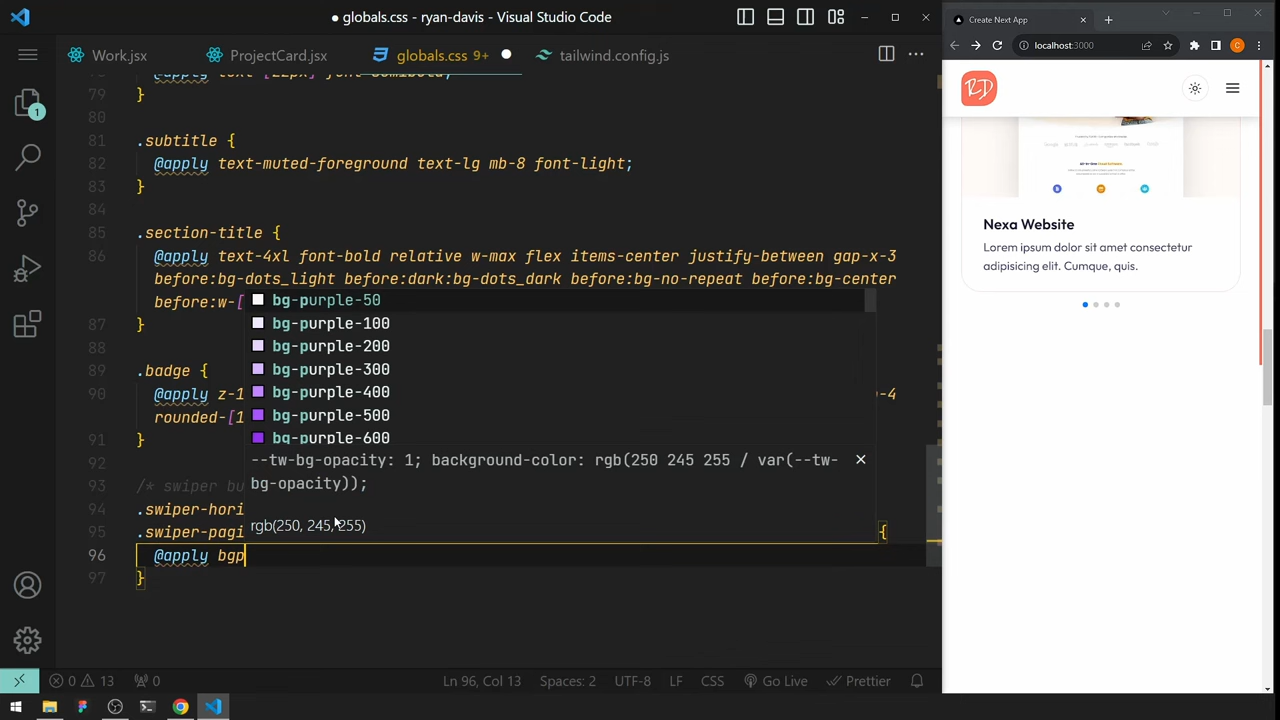 globals.css - ryan-davis - Visual Studio Code
Create New App
Work.jsx
ProjectCard.jsx
globals.css 9+
tailwind.config.js
localhost:3000
C
1
RD
79 }
80
81 .subtitle {
82 @apply text-muted-foreground text-lg mb-8 font-light;
83 }
84
85 .section-title {
86 @apply text-4xl font-bold relative w-max flex items-center justify-between gap-x-3
before:bg-dots_light before:dark:bg-dots_dark before:bg-no-repeat before:bg-center
before:w-[
87 }
88
89 .badge {
90 @apply z-1
-4
rounded-[1
91 }
92
93 /* swiper bu
94 .swiper-hori
95 .swiper-pagi {
96 @apply bgp
97 }
bg-purple-50
bg-purple-100
bg-purple-200
bg-purple-300
bg-purple-400
bg-purple-500
bg-purple-600
--tw-bg-opacity: 1; background-color: rgb(250 245 255 / var(--tw-
bg-opacity));
rgb(250, 245, 255)
Nexa Website
Lorem ipsum dolor sit amet consectetur
adipisicing elit. Cumque, quis.
0 13 0
Ln 96, Col 13
Spaces: 2
UTF-8
LF
CSS
Go Live
Prettier